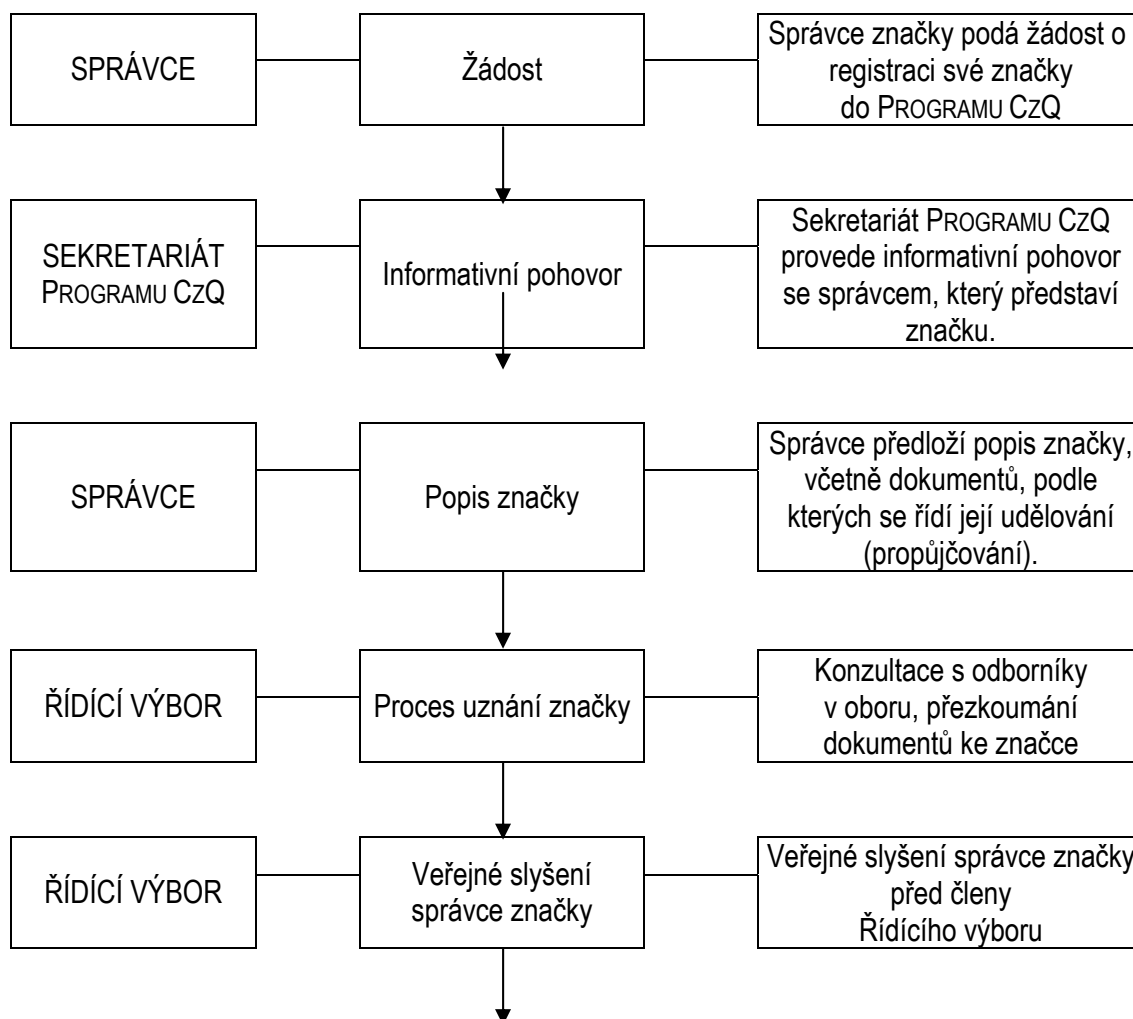 SPRÁVCE
Žádost
Správce značky podá žádost o
registraci své značky
do PROGRAMU CZQ
SEKRETARIÁT
PROGRAMU CZQ
Informativní pohovor
Sekretariát PROGRAMU CZQ
provede informativní pohovor
se správcem, který představí
značku.
SPRÁVCE
Popis značky
Správce předloží popis značky,
včetně dokumentů, podle
kterých se řídí její udělování
(propůjčování).
ŘÍDÍCÍ VÝBOR
Proces uznání značky
Konzultace s odborníky
v oboru, přezkoumání
dokumentů ke značce
ŘÍDÍCÍ VÝBOR
Veřejné slyšení
správce značky
Veřejné slyšení správce značky
před členy
Řídícího výboru